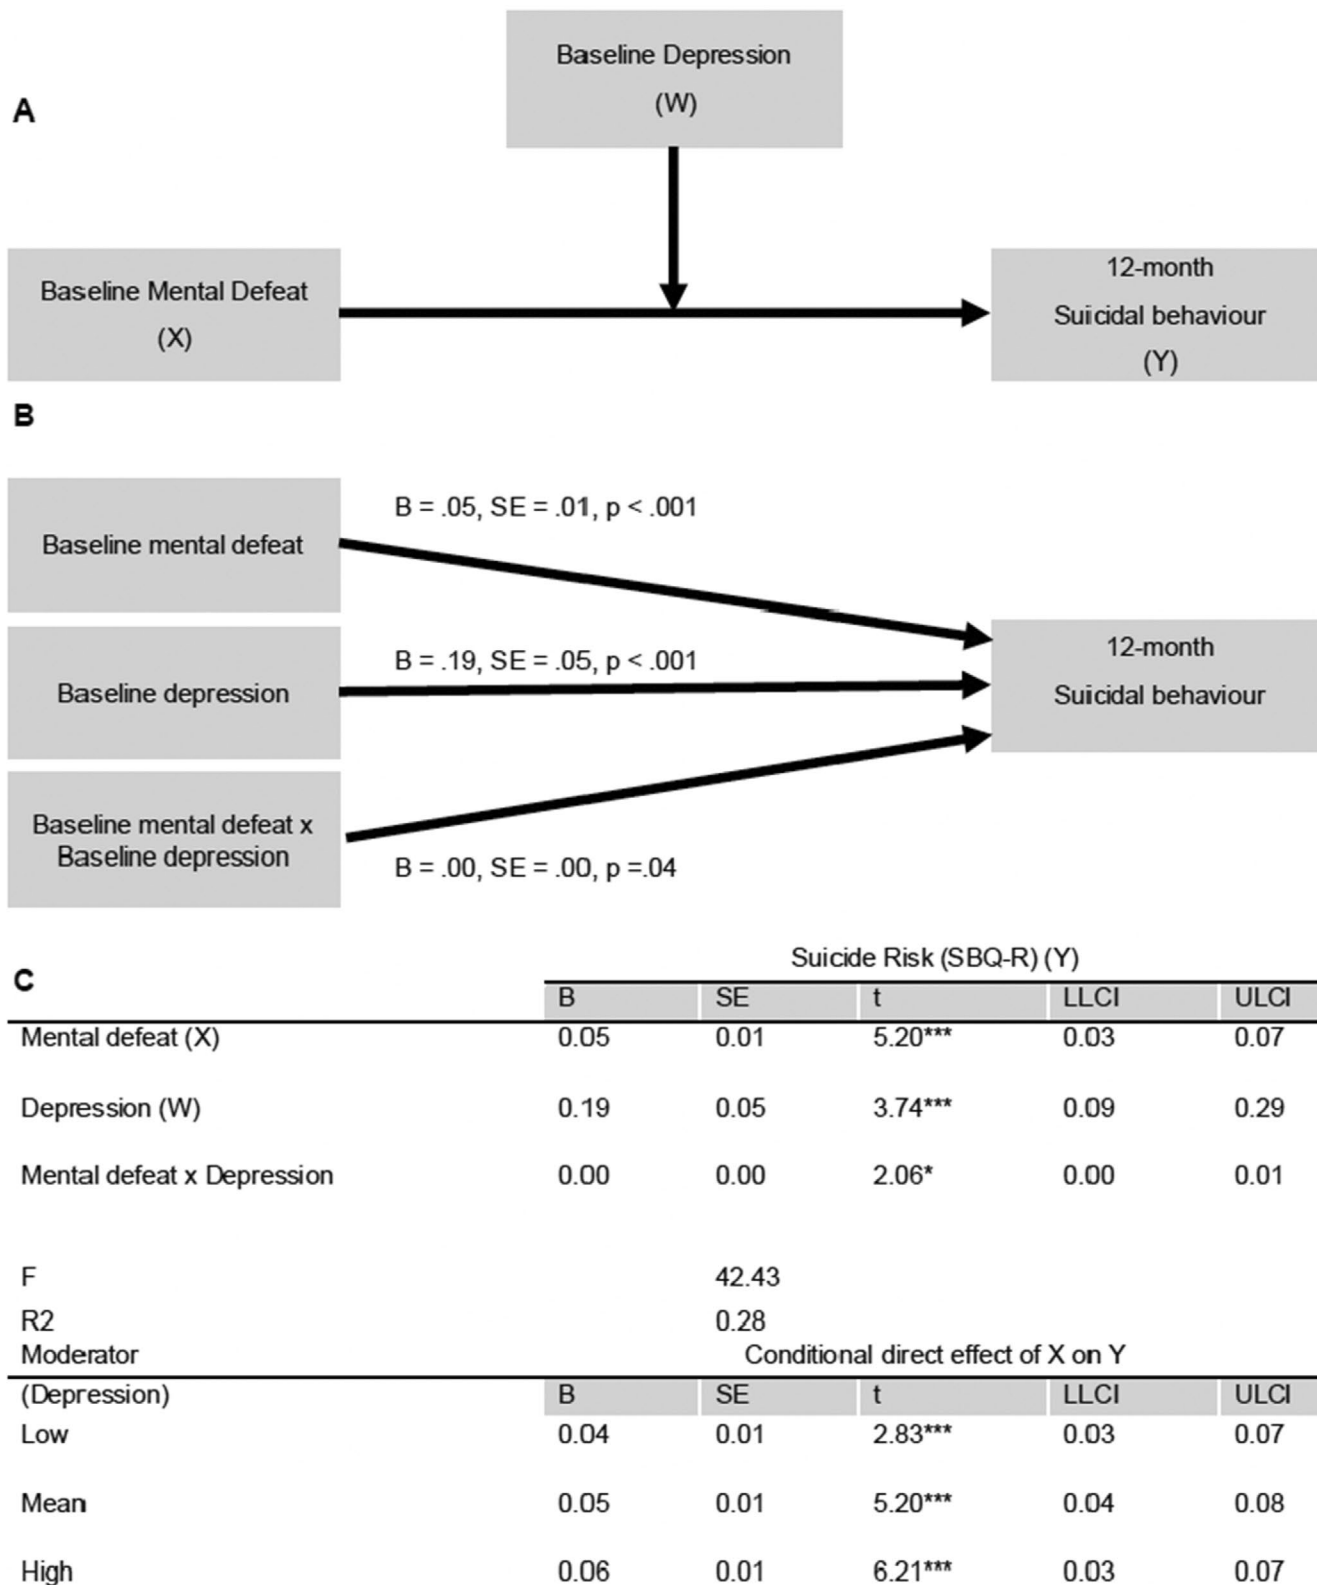 A
Baseline Depression
(W)
Baseline Mental Defeat
(X)
12-month
Suicidal behaviour
(Y)
B
Baseline mental defeat
B = .05, SE = .01, p < .001
Baseline depression
B = .19, SE = .05, p < .001
Baseline mental defeat x
Baseline depression
B = .00, SE = .00, p =.04
12-month
Suicidal behaviour
C
Suicide Risk (SBQ-R) (Y)
B SE t LLCI ULCI
Mental defeat (X) 0.05 0.01 5.20*** 0.03 0.07
Depression (W) 0.19 0.05 3.74*** 0.09 0.29
Mental defeat x Depression 0.00 0.00 2.06* 0.00 0.01
F 42.43
R2 0.28
Moderator Conditional direct effect of X on Y
(Depression) B SE t LLCI ULCI
Low 0.04 0.01 2.83*** 0.03 0.07
Mean 0.05 0.01 5.20*** 0.04 0.08
High 0.06 0.01 6.21*** 0.03 0.07